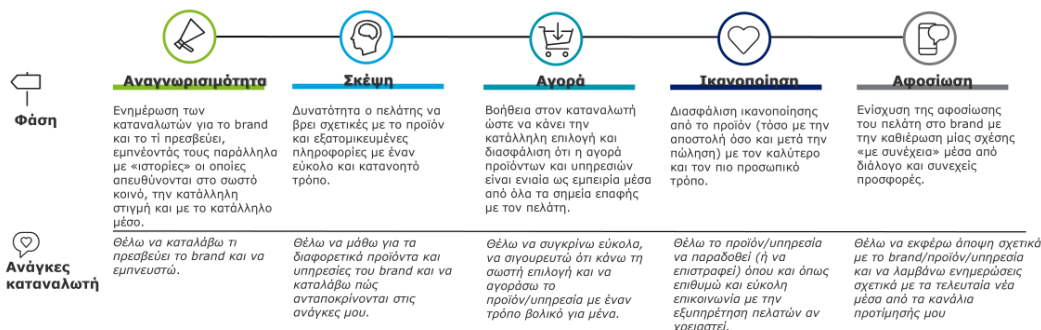 Αναγνωρισιμότητα
Σκέψη
Αγορά
Ικανοποίηση
Αφοσίωση
Φάση
Ενημέρωση των
καταναλωτών για το brand
και το τί πρεσβεύει,
εμπνέοντάς τους παράλληλα
με «ιστορίες» οι οποίες
απευθύνονται στο σωστό
κοινό, την κατάλληλη
στιγμή και με το κατάλληλο
μέσο.
Δυνατότητα ο πελάτης να
βρει σχετικές με το προϊόν
και εξατομικευμένες
πληροφορίες με έναν
εύκολο και κατανοητό
τρόπο.
Βοήθεια στον καταναλωτή
ώστε να κάνει την
κατάλληλη επιλογή και
διασφάλιση ότι η αγορά
προϊόντων και υπηρεσιών
είναι ενιαία ως εμπειρία μέσα
από όλα τα σημεία επαφής
με τον πελάτη.
Διασφάλιση ικανοποίησης
από το προϊόν (τόσο με την
αποστολή όσο και μετά την
πώληση) με τον καλύτερο
και τον πιο προσωπικό
τρόπο.
Ενίσχυση της αφοσίωσης
του πελάτη στο brand με
την καθιέρωση μίας σχέσης
«με συνέχεια» μέσα από
διάλογο και συνεχείς
προσφορές.
Ανάγκες
καταναλωτή
Θέλω να καταλάβω τι
πρεσβεύει το brand και να
εμπνευστώ.
Θέλω να μάθω για τα
διαφορετικά προϊόντα και
υπηρεσίες του brand και να
καταλάβω πώς
ανταποκρίνονται στις
ανάγκες μου.
Θέλω να συγκρίνω εύκολα,
να σιγουρευτώ ότι κάνω τη
σωστή επιλογή και να
αγοράσω το
προϊόν/υπηρεσία με έναν
τρόπο βολικό για μένα.
Θέλω το προϊόν/υπηρεσία
να παραδοθεί (ή να
επιστραφεί) όπου και όπως
επιθυμώ και εύκολη
επικοινωνία με την
εξυπηρέτηση πελατών αν
χρειαστεί.
Θέλω να εκφέρω άποψη σχετικά
με το brand/προϊόν/υπηρεσία
και να λαμβάνω ενημερώσεις
σχετικά με τα τελευταία νέα
μέσα από τα κανάλια
προτίμησής μου